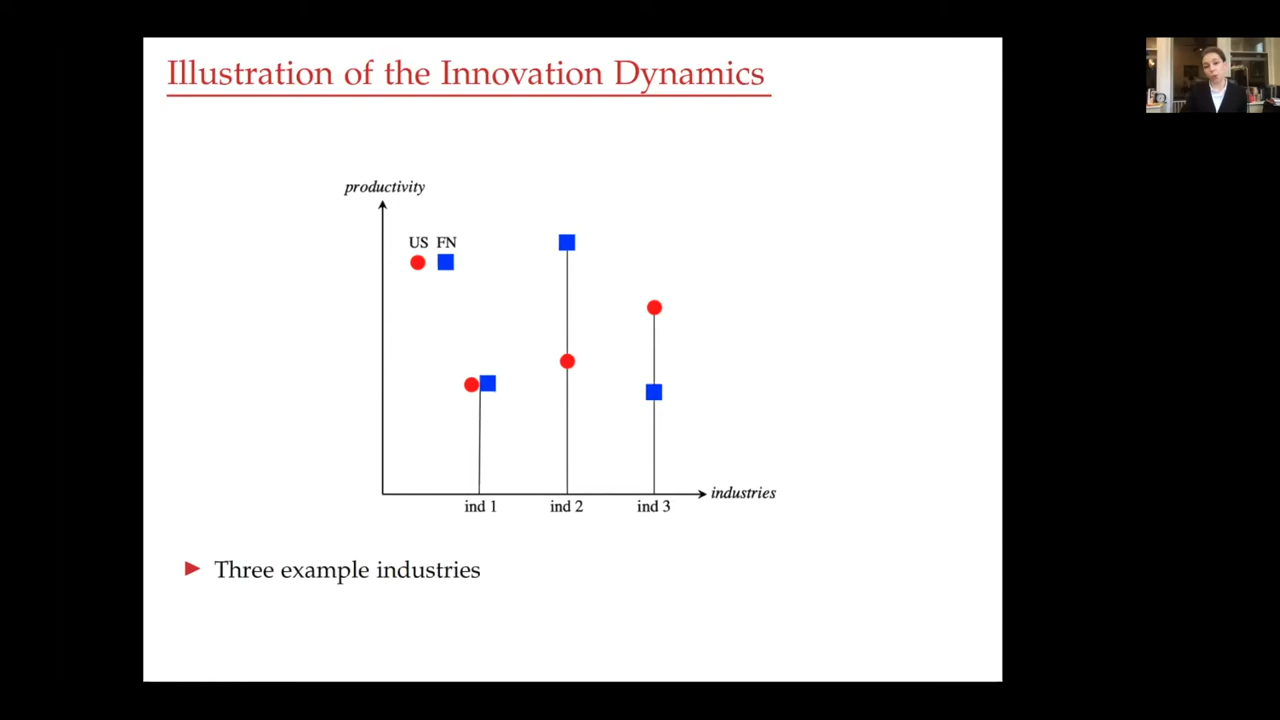 Illustration of the Innovation Dynamics
productivity
US FN
industries
ind 1 ind 2 ind 3
▶ Three example industries